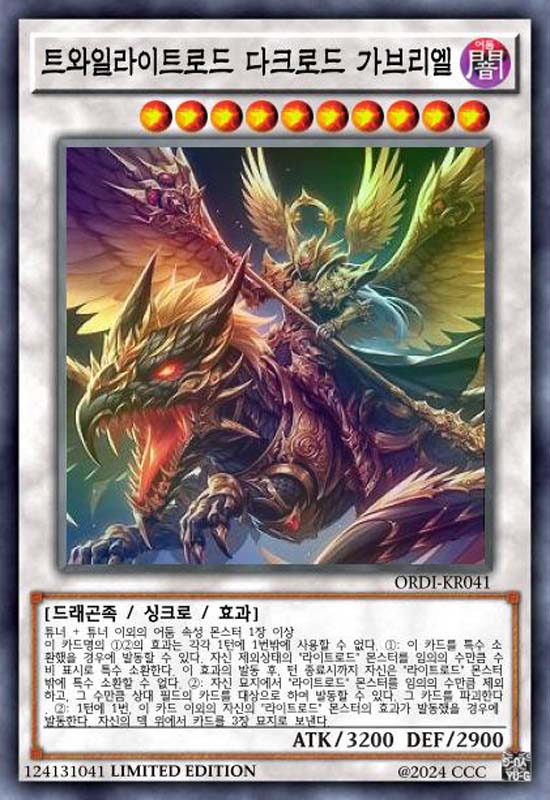 트와일라이트로드 다크로드 가브리엘
어둠
闇
ORDI-KR041
[드래곤족 / 싱크로 / 효과]
튜너 + 튜너 이외의 어둠 속성 몬스터 1장 이상
이 카드명의 ①②의 효과는 각각 1턴에 1번밖에 사용할 수 없다. ①: 이 카드를 특수 소
환했을 경우에 발동할 수 있다. 자신 제외상태의 "라이트로드" 몬스터를 임의의 수만큼 수
비 표시로 특수 소환한다. 이 효과의 발동 후, 턴 종료시까지 자신은 "라이트로드" 몬스터
밖에 특수 소환할 수 없다. ②: 자신 묘지에서 "라이트로드" 몬스터를 임의의 수만큼 제외
하고, 그 수만큼 상대 필드의 카드를 대상으로 하여 발동할 수 있다. 그 카드를 파괴한다
. ②: 1턴에 1번, 이 카드 이외의 자신의 "라이트로드" 몬스터의 효과가 발동했을 경우에
발동한다. 자신의 덱 위에서 카드를 3장 묘지로 보낸다.
ATK/3200 DEF/2900
124131041 LIMITED EDITION @2024 CCC